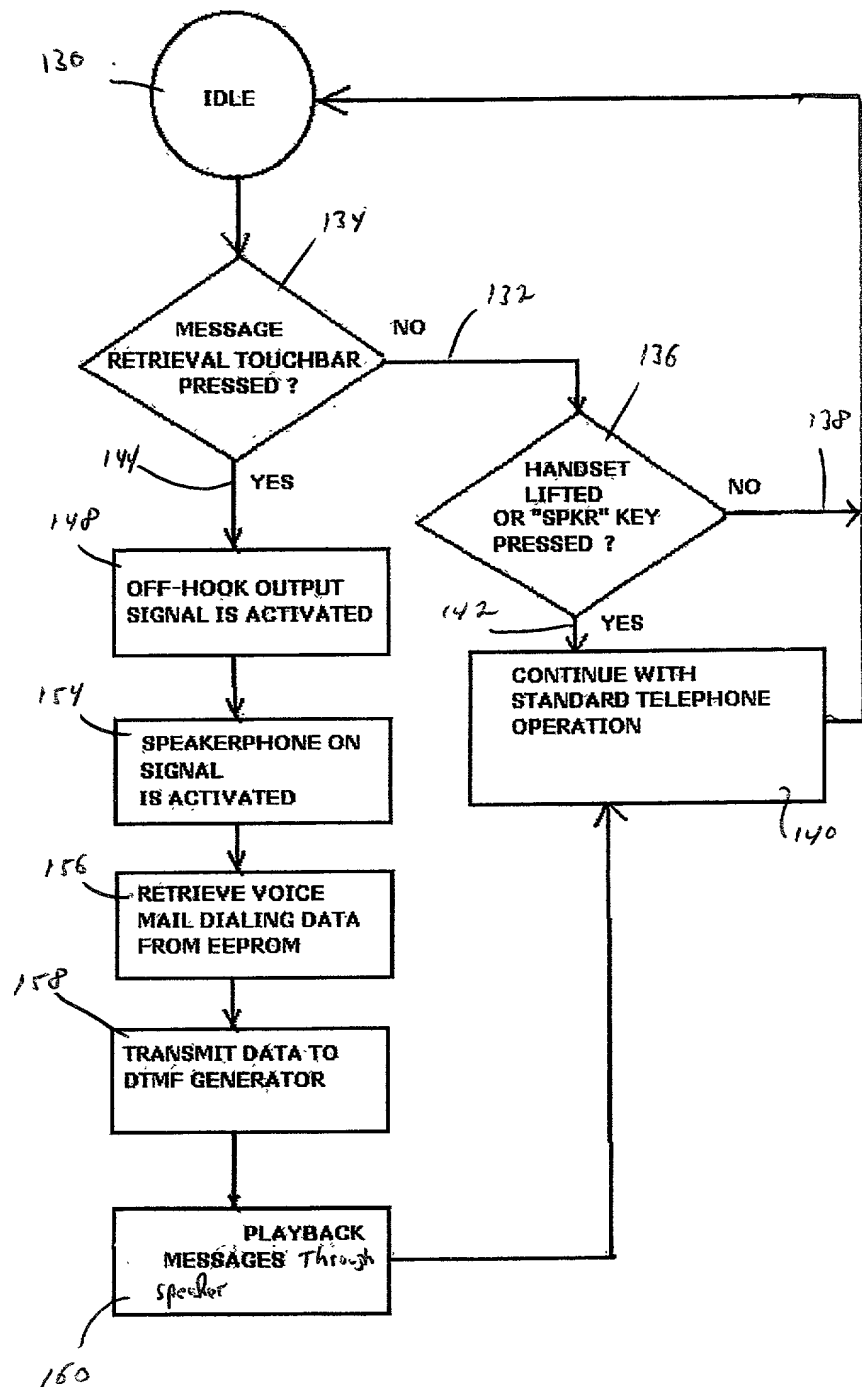 130
IDLE
134
MESSAGE
RETRIEVAL TOUCHBAR
PRESSED ?
NO
132
136
HANDSET
LIFTED
OR "SPKR" KEY
PRESSED ?
NO
138
144
YES
142
YES
148
OFF-HOOK OUTPUT
SIGNAL IS ACTIVATED
CONTINUE WITH
STANDARD TELEPHONE
OPERATION
140
154
SPEAKERPHONE ON
SIGNAL
IS ACTIVATED
156
RETRIEVE VOICE
MAIL DIALING DATA
FROM EEPROM
158
TRANSMIT DATA TO
DTMF GENERATOR
PLAYBACK
MESSAGES Through
speaker
160